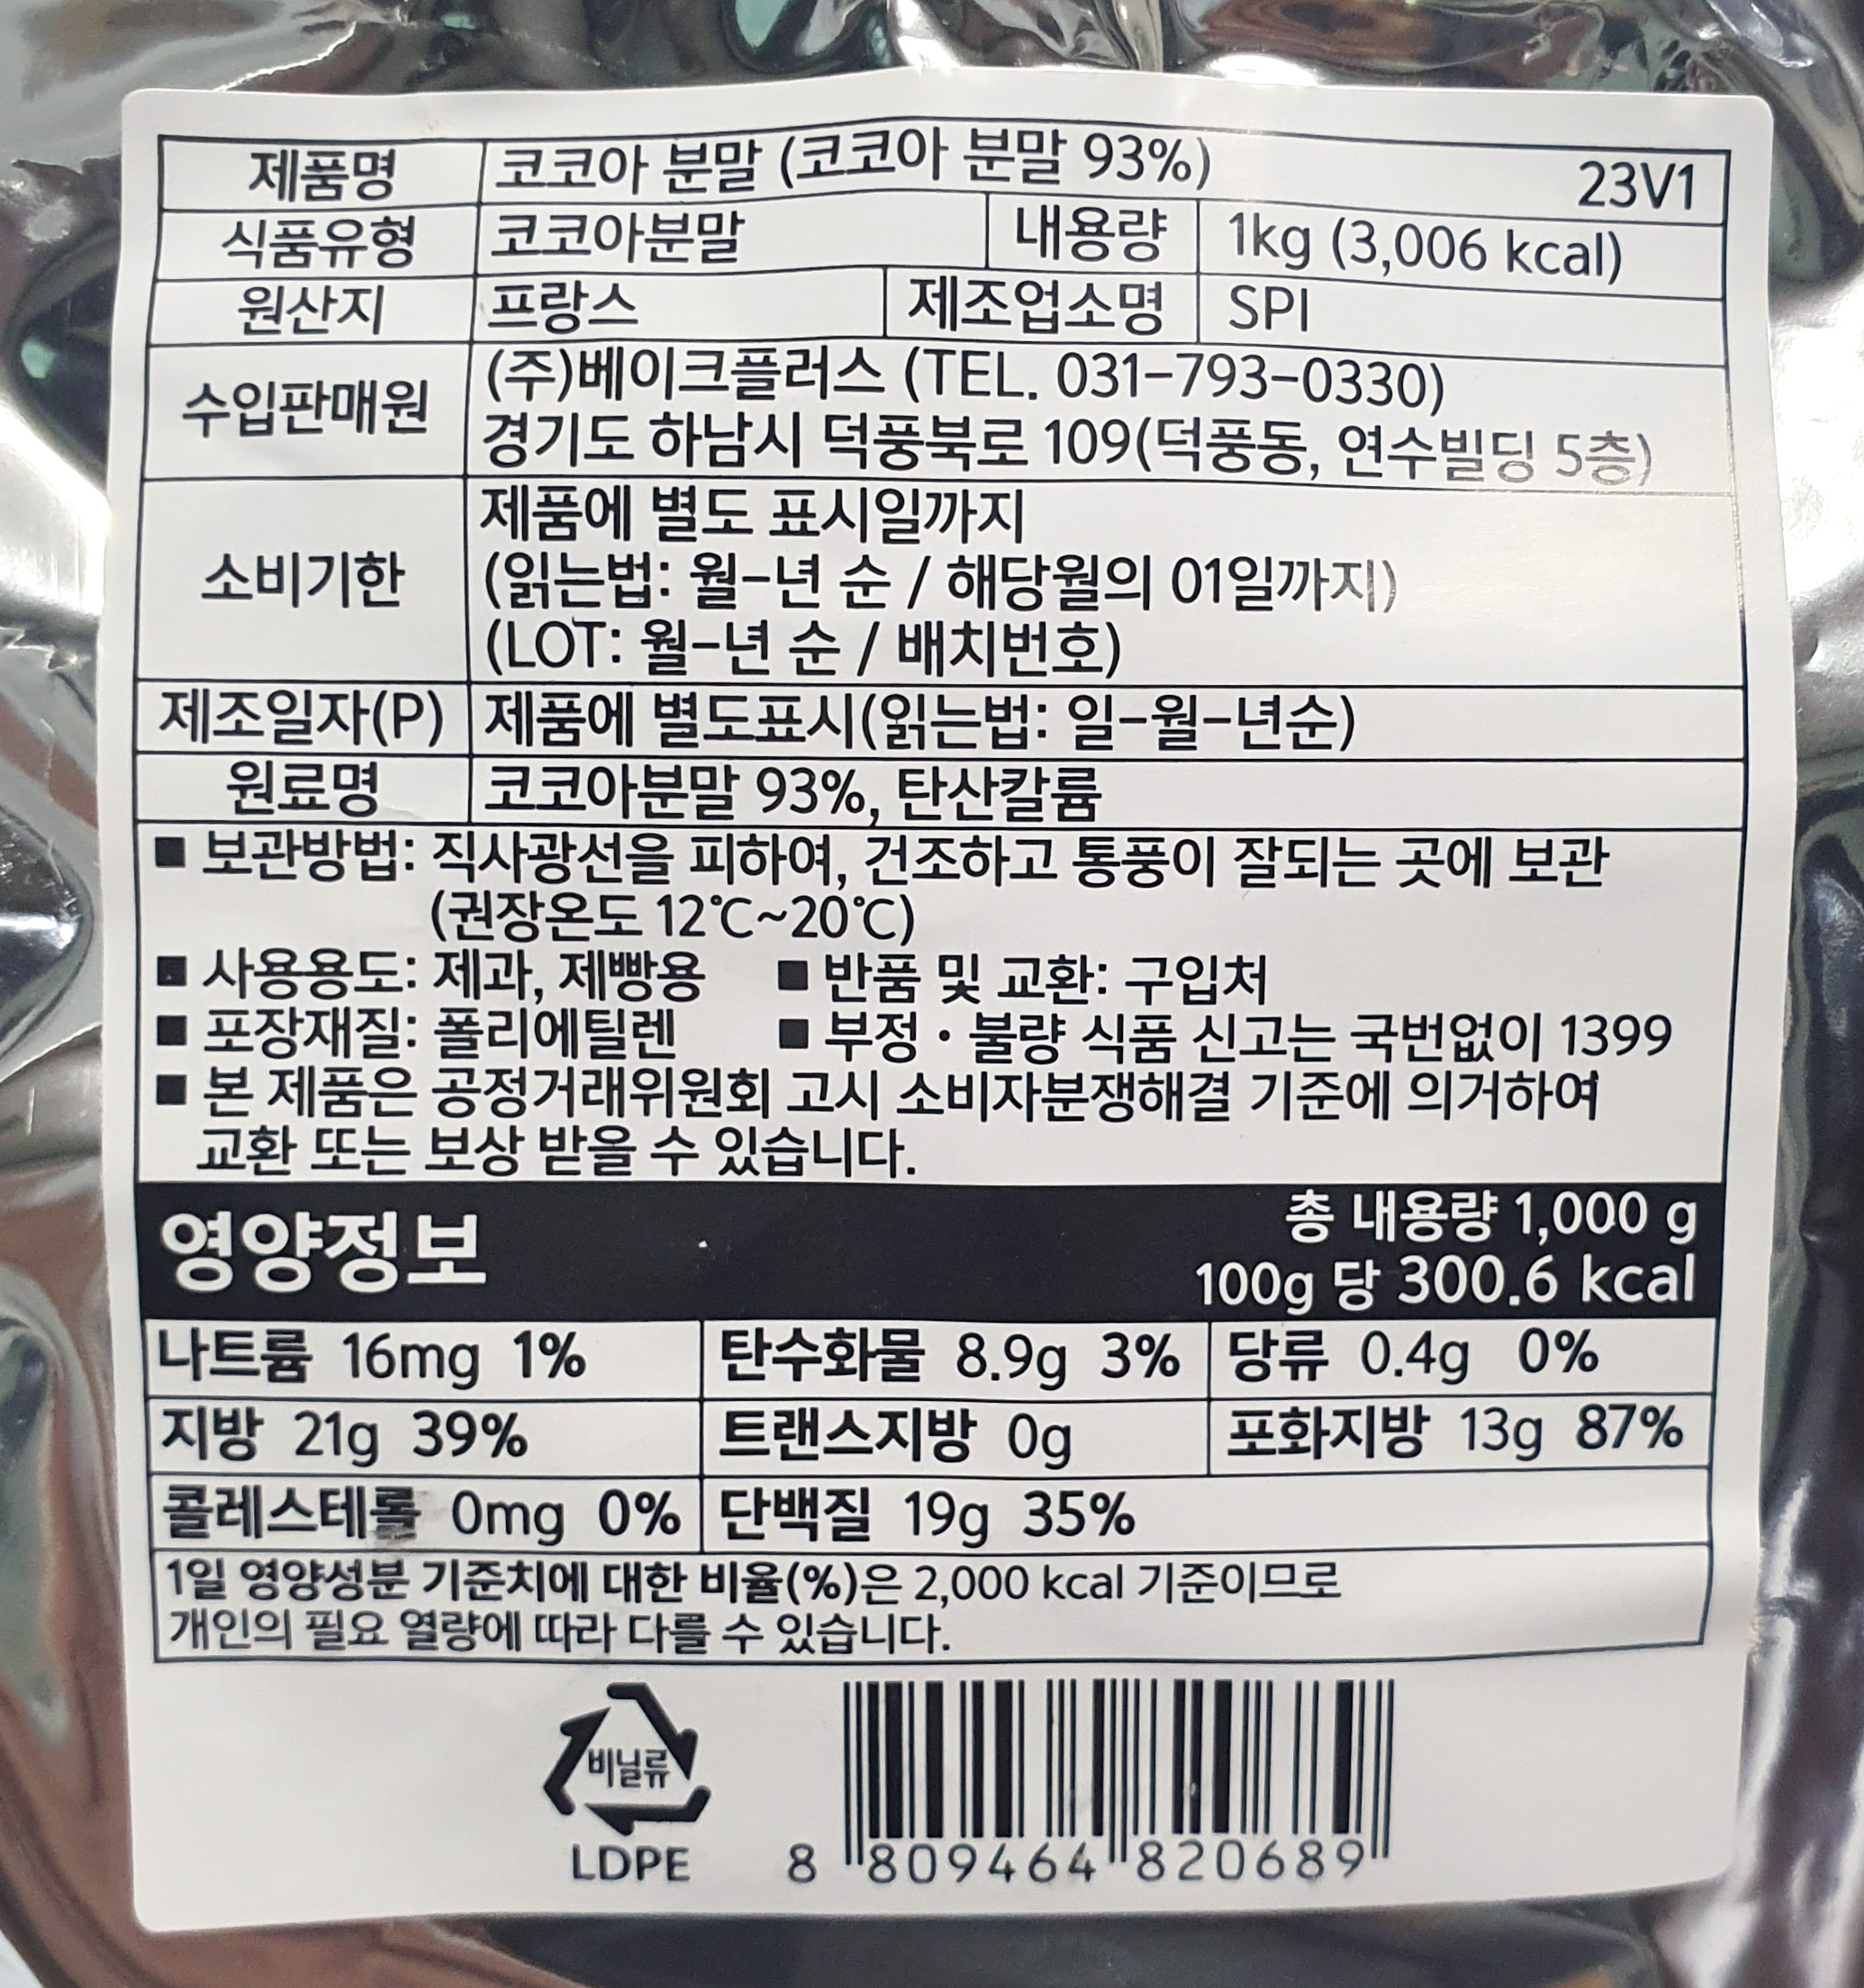 제품명 코코아 분말 (코코아 분말 93%) 23V1
식품유형 코코아분말 내용량 1kg (3,006 kcal)
원산지 프랑스 제조업소명 SPI
수입판매원 (주)베이크플러스 (TEL. 031-793-0330)
경기도 하남시 덕풍북로 109(덕풍동, 연수빌딩 5층)
소비기한 제품에 별도 표시일까지
(읽는법: 월-년 순 / 해당월의 01일까지)
(LOT: 월-년 순 / 배치번호)
제조일자(P) 제품에 별도표시(읽는법: 일-월-년순)
원료명 코코아분말 93%, 탄산칼륨
■ 보관방법: 직사광선을 피하여, 건조하고 통풍이 잘되는 곳에 보관
(권장온도 12℃~20℃)
■ 사용용도: 제과, 제빵용 ■ 반품 및 교환: 구입처
■ 포장재질: 폴리에틸렌 ■ 부정 · 불량 식품 신고는 국번없이 1399
■ 본 제품은 공정거래위원회 고시 소비자분쟁해결 기준에 의거하여
교환 또는 보상 받을 수 있습니다.
영양정보 총 내용량 1,000 g
100g 당 300.6 kcal
나트륨 16mg 1% 탄수화물 8.9g 3% 당류 0.4g 0%
지방 21g 39% 트랜스지방 0g 포화지방 13g 87%
콜레스테롤 0mg 0% 단백질 19g 35%
1일 영양성분 기준치에 대한 비율(%)은 2,000 kcal 기준이므로
개인의 필요 열량에 따라 다를 수 있습니다.
비닐류
LDPE
8 809464 820689